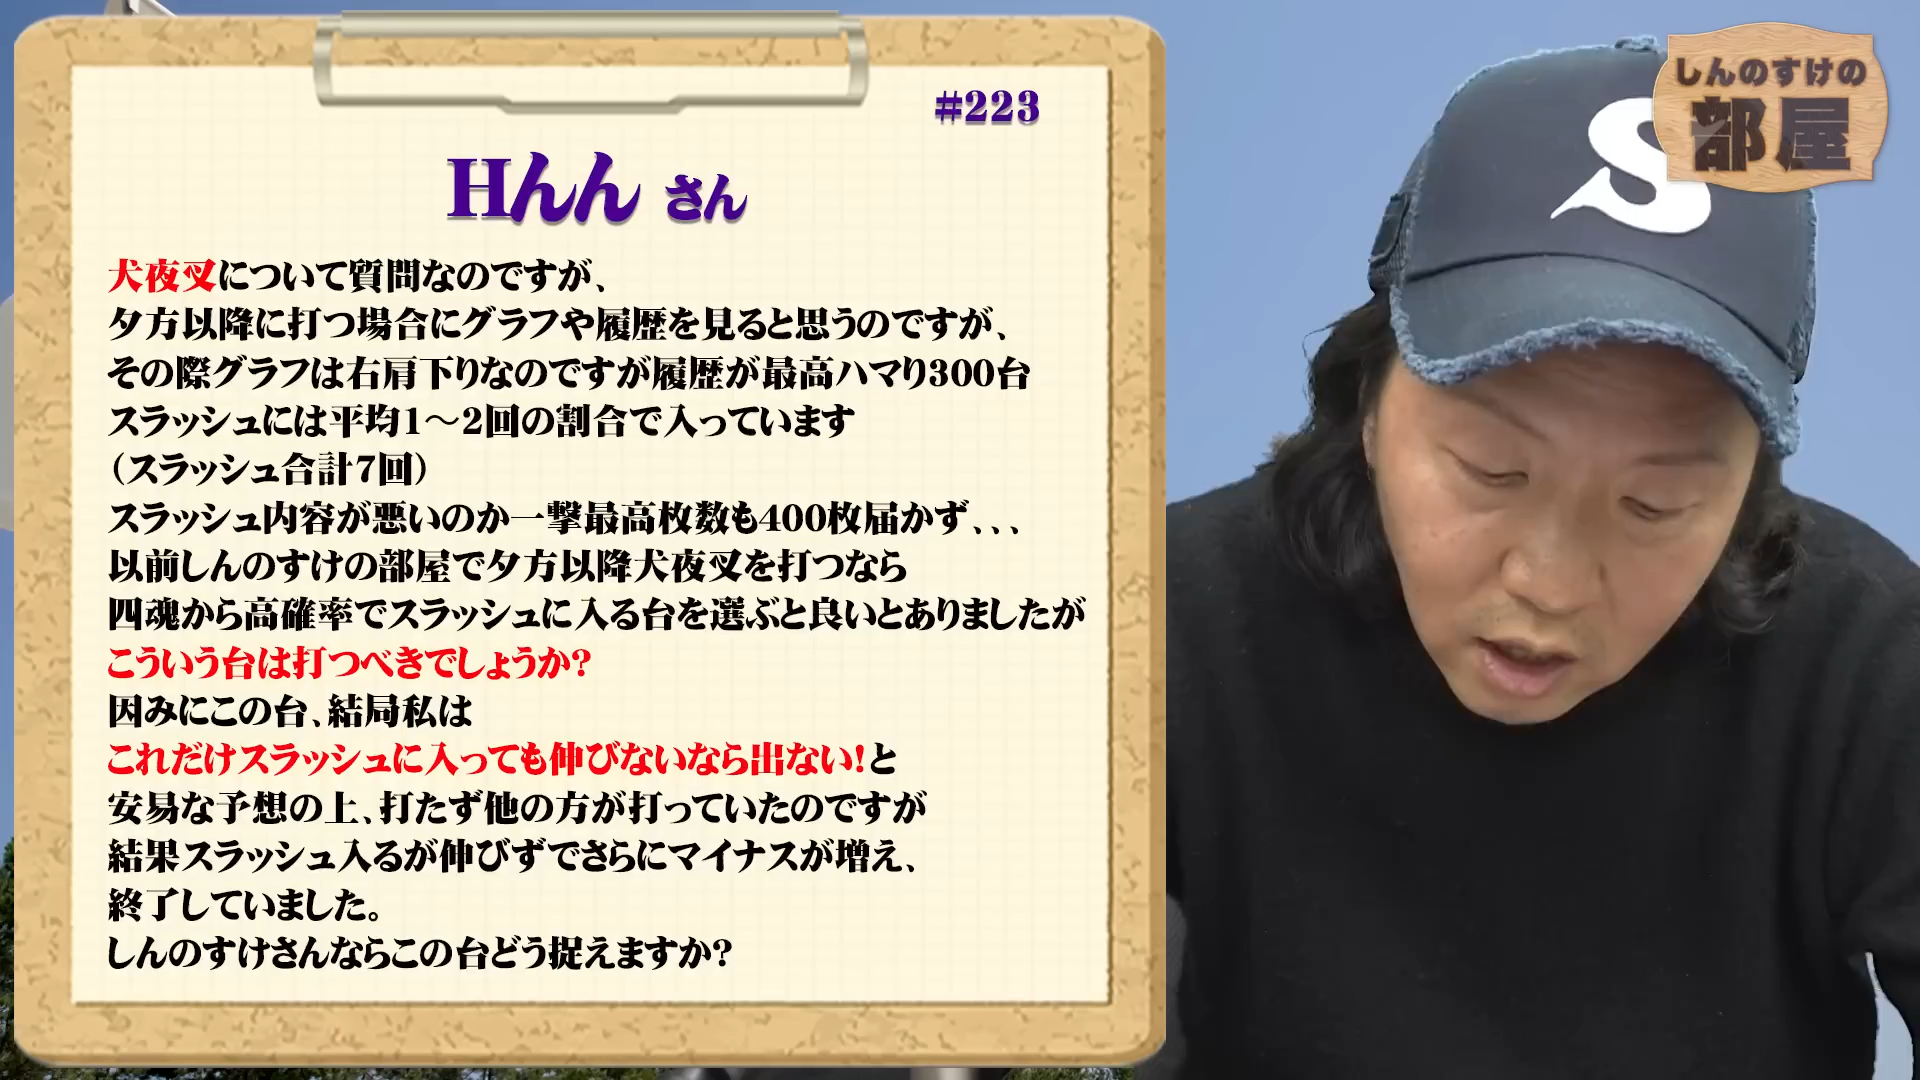 #223
Hんん さん
犬夜叉について質問なのですが、
夕方以降に打つ場合にグラフや履歴を見ると思うのですが、
その際グラフは右肩下りなのですが履歴が最高ハマり300台
スラッシュには平均1～2回の割合で入っています
（スラッシュ合計7回）
スラッシュ内容が悪いのか一撃最高枚数も400枚届かず、、、
以前しんのすけの部屋で夕方以降犬夜叉を打つなら
四魂から高確率でスラッシュに入る台を選ぶと良いとありましたが
こういう台は打つべきでしょうか?
因みにこの台、結局私は
これだけスラッシュに入っても伸びないなら出ない!と
安易な予想の上、打たず他の方が打っていたのですが
結果スラッシュ入るが伸びずでさらにマイナスが増え、
終了していました。
しんのすけさんならこの台どう捉えますか?
しんのすけの
部屋
S